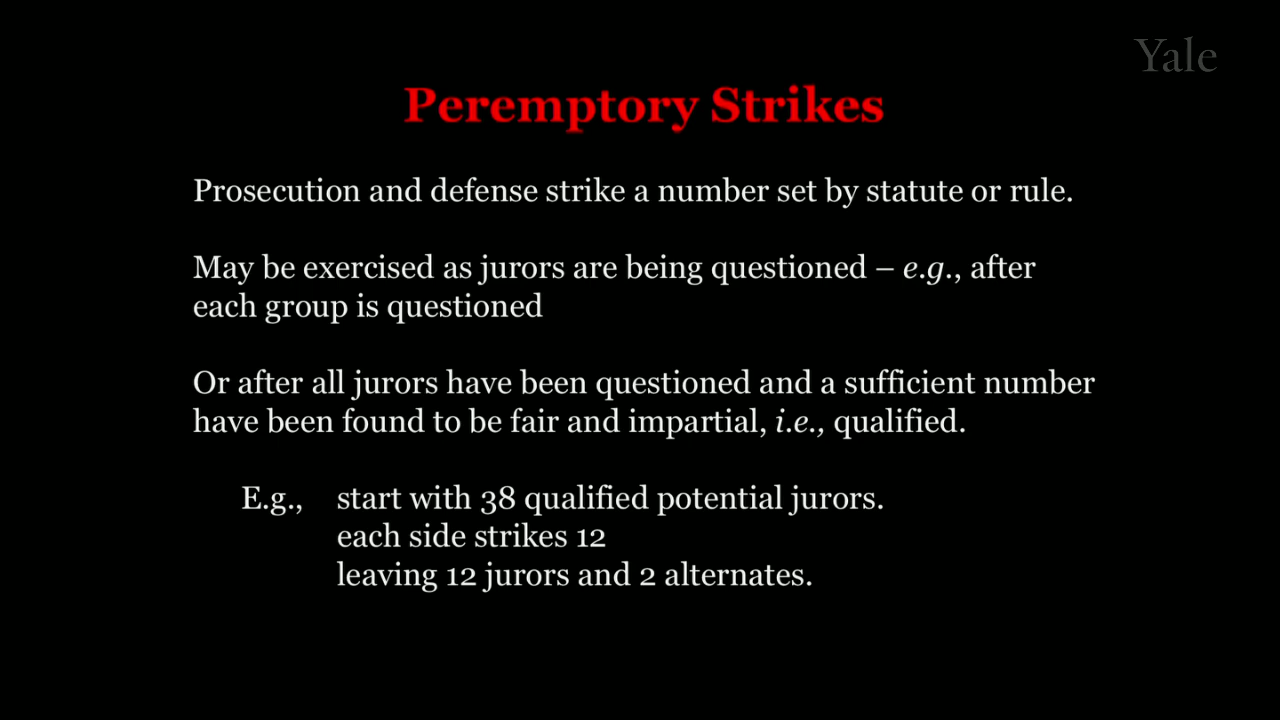 Yale
Peremptory Strikes
Prosecution and defense strike a number set by statute or rule.
May be exercised as jurors are being questioned – e.g., after
each group is questioned
Or after all jurors have been questioned and a sufficient number
have been found to be fair and impartial, i.e., qualified.
E.g., start with 38 qualified potential jurors.
each side strikes 12
leaving 12 jurors and 2 alternates.